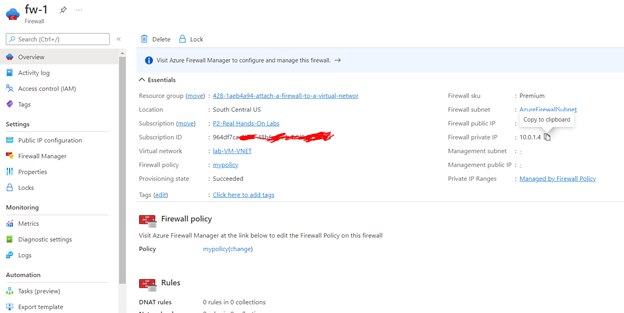 fw-1
Firewall
Search (Ctrl+/)
Overview
Activity log
Access control (IAM)
Tags
Settings
Public IP configuration
Firewall Manager
Properties
Locks
Monitoring
Metrics
Diagnostic settings
Logs
Automation
Tasks (preview)
Export template
Delete Lock
Visit Azure Firewall Manager to configure and manage this firewall. →
Essentials
Resource group (move) : 428-1aeb4a94-attach-a-firewall-to-a-virtual-networ
Location : South Central US
Subscription (move) : P2-Real Hands-On Labs
Subscription ID : 964df7ca
Virtual network : lab-VM-VNET
Firewall policy : mypolicy
Provisioning state : Succeeded
Tags (edit) : Click here to add tags
Firewall sku : Premium
Firewall subnet : AzureFirewallSubnet
Firewall public IP
Copy to clipboard
Firewall private IP : 10.0.1.4
Management subnet : -
Management public IP : -
Private IP Ranges : Managed by Firewall Policy
Firewall policy
Visit Azure Firewall Manager at the link below to edit the Firewall Policy on this firewall
Policy mypolicy(change)
Rules
DNAT rules 0 rules in 0 collections